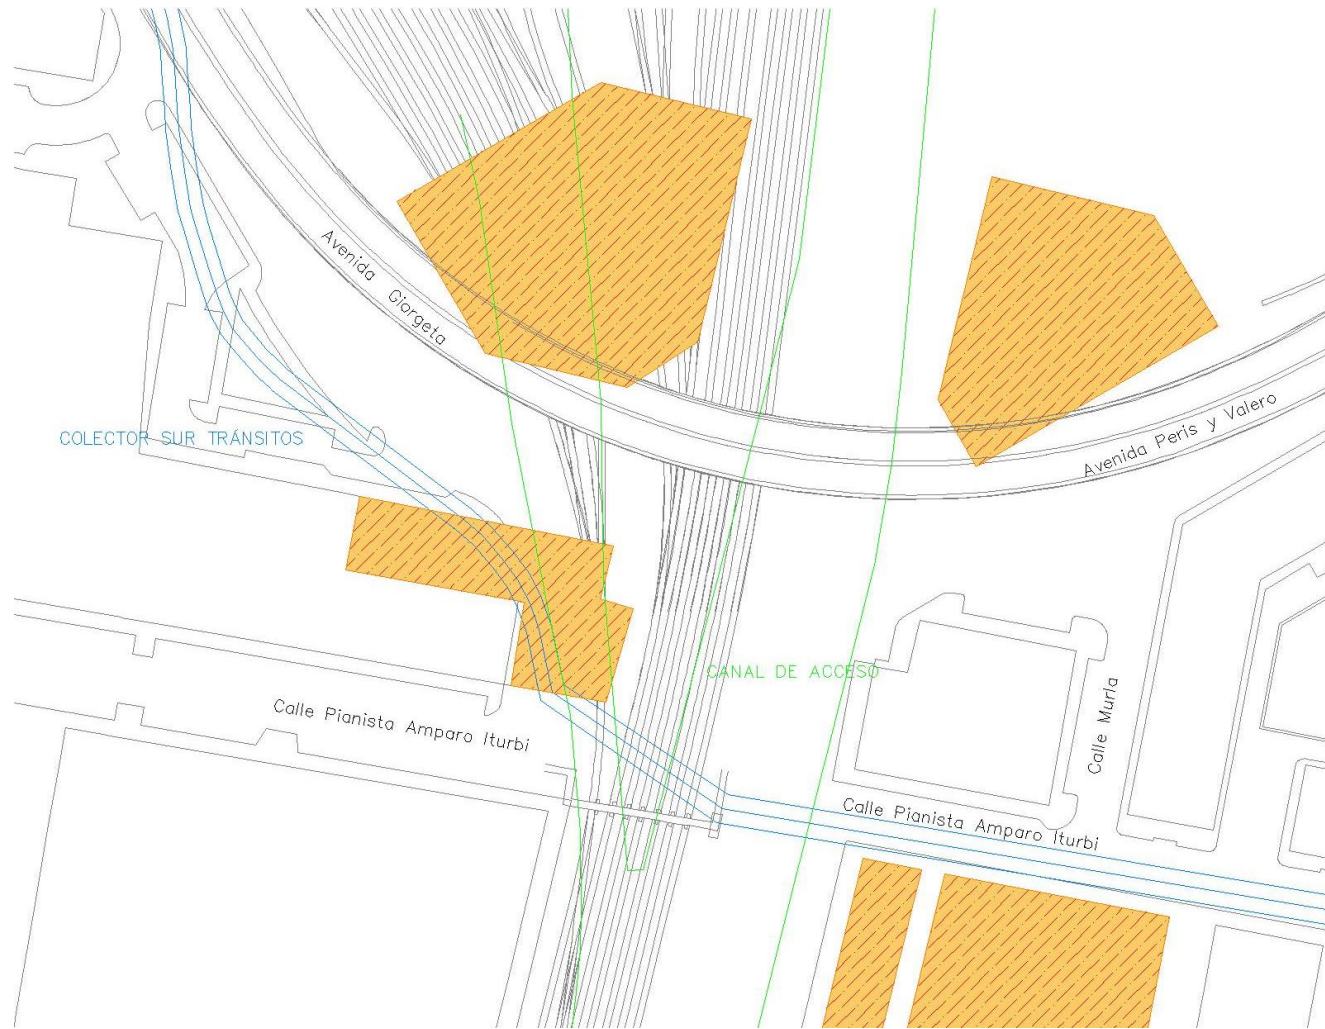 Avenida Giorgeta
Avenida Peris y Valero
COLECTOR SUR TRÁNSITOS
CANAL DE ACCESO
Calle Pianista Amparo Iturbi
Calle Murla
Calle Pianista Amparo Iturbi